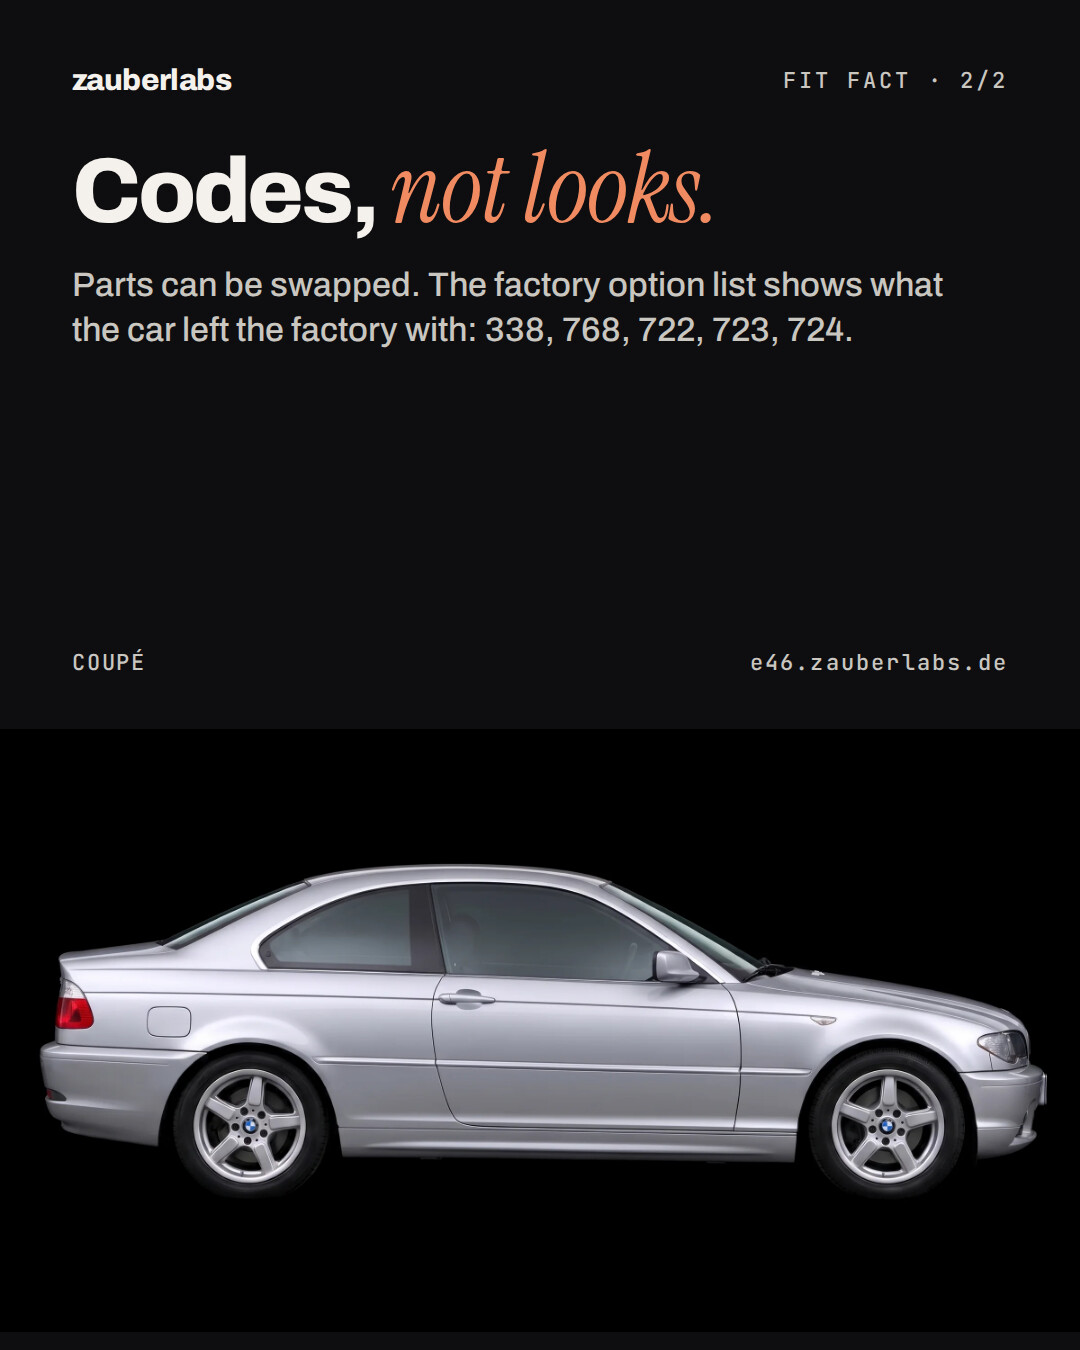 zauberlabs
FIT FACT · 2/2
Codes, not looks.
Parts can be swapped. The factory option list shows what
the car left the factory with: 338, 768, 722, 723, 724.
COUPÉ
e46.zauberlabs.de